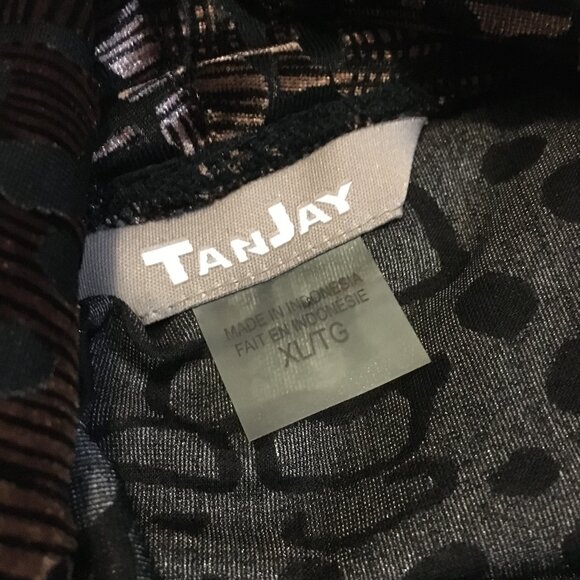 TANJAY
MADE IN INDONESIA
FAIT EN INDONÉSIE
XL/TG